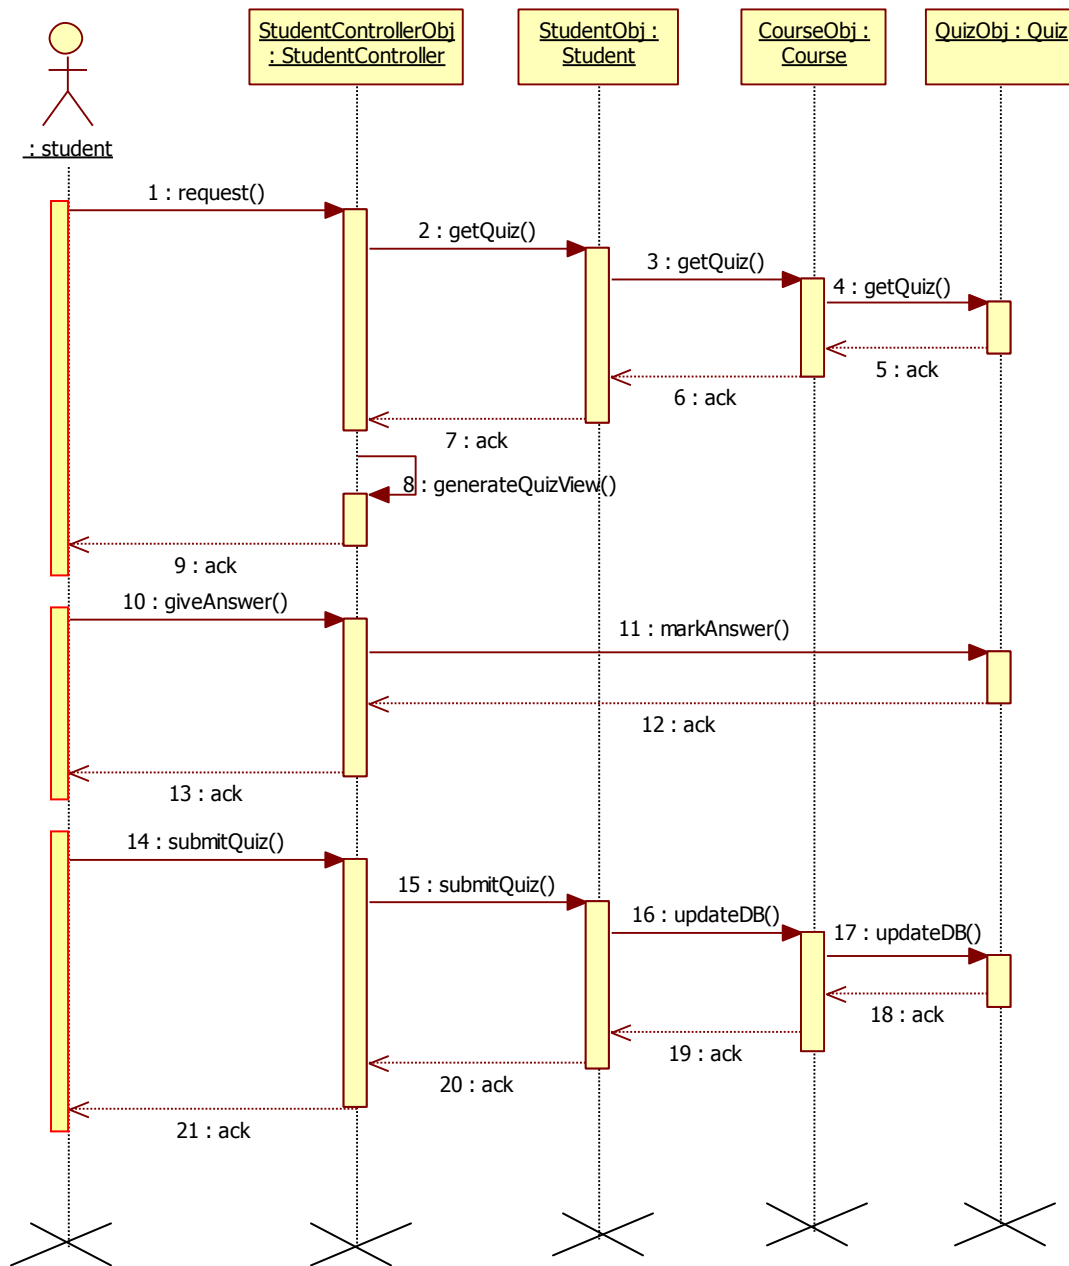 StudentControllerObj
: StudentController
StudentObj :
Student
CourseObj :
Course
QuizObj : Quiz
: student
1 : request()
2 : getQuiz()
3 : getQuiz()
4 : getQuiz()
5 : ack
6 : ack
7 : ack
8 : generateQuizView()
9 : ack
10 : giveAnswer()
11 : markAnswer()
12 : ack
13 : ack
14 : submitQuiz()
15 : submitQuiz()
16 : updateDB()
17 : updateDB()
18 : ack
19 : ack
20 : ack
21 : ack